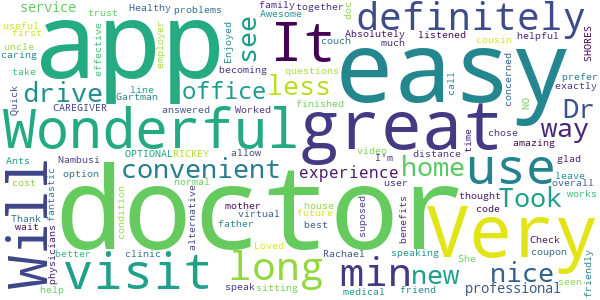 service
trust
Healthy problems
family together
Awesome
doc
useful
first
uncle
caring
effective
employer
app
Enjoyed
see
It
couch
Absolutely
much
listened
cousin
helpful
SHORES
definitely
easy
take
drive
office
less
Quick
CAREGIVER
line
Gartman
becoming
questions
answered
finished
Worked
call
concerned
NO
prefer
exactly
Dr
way
Wonderful
great
time
chose
amazing
Ants
Nambusi
option
cost
OPTIONAL
RICKEY
allow
video
I'm
distance
thought
code
glad
leave
overall
works
convenient
experience
home
use
Took
Will
physicians
Thank
wait
fantastic
condition
normal
alternative
mother
virtual
father
house
future
best
suposed
user
benefits
doctor
Very
She
Check
coupon
seen
friendly
better
clinic
help
visit
Loved
Rachael
speaking
speak
sitting
long
medical
friend
min
new
nice
professional